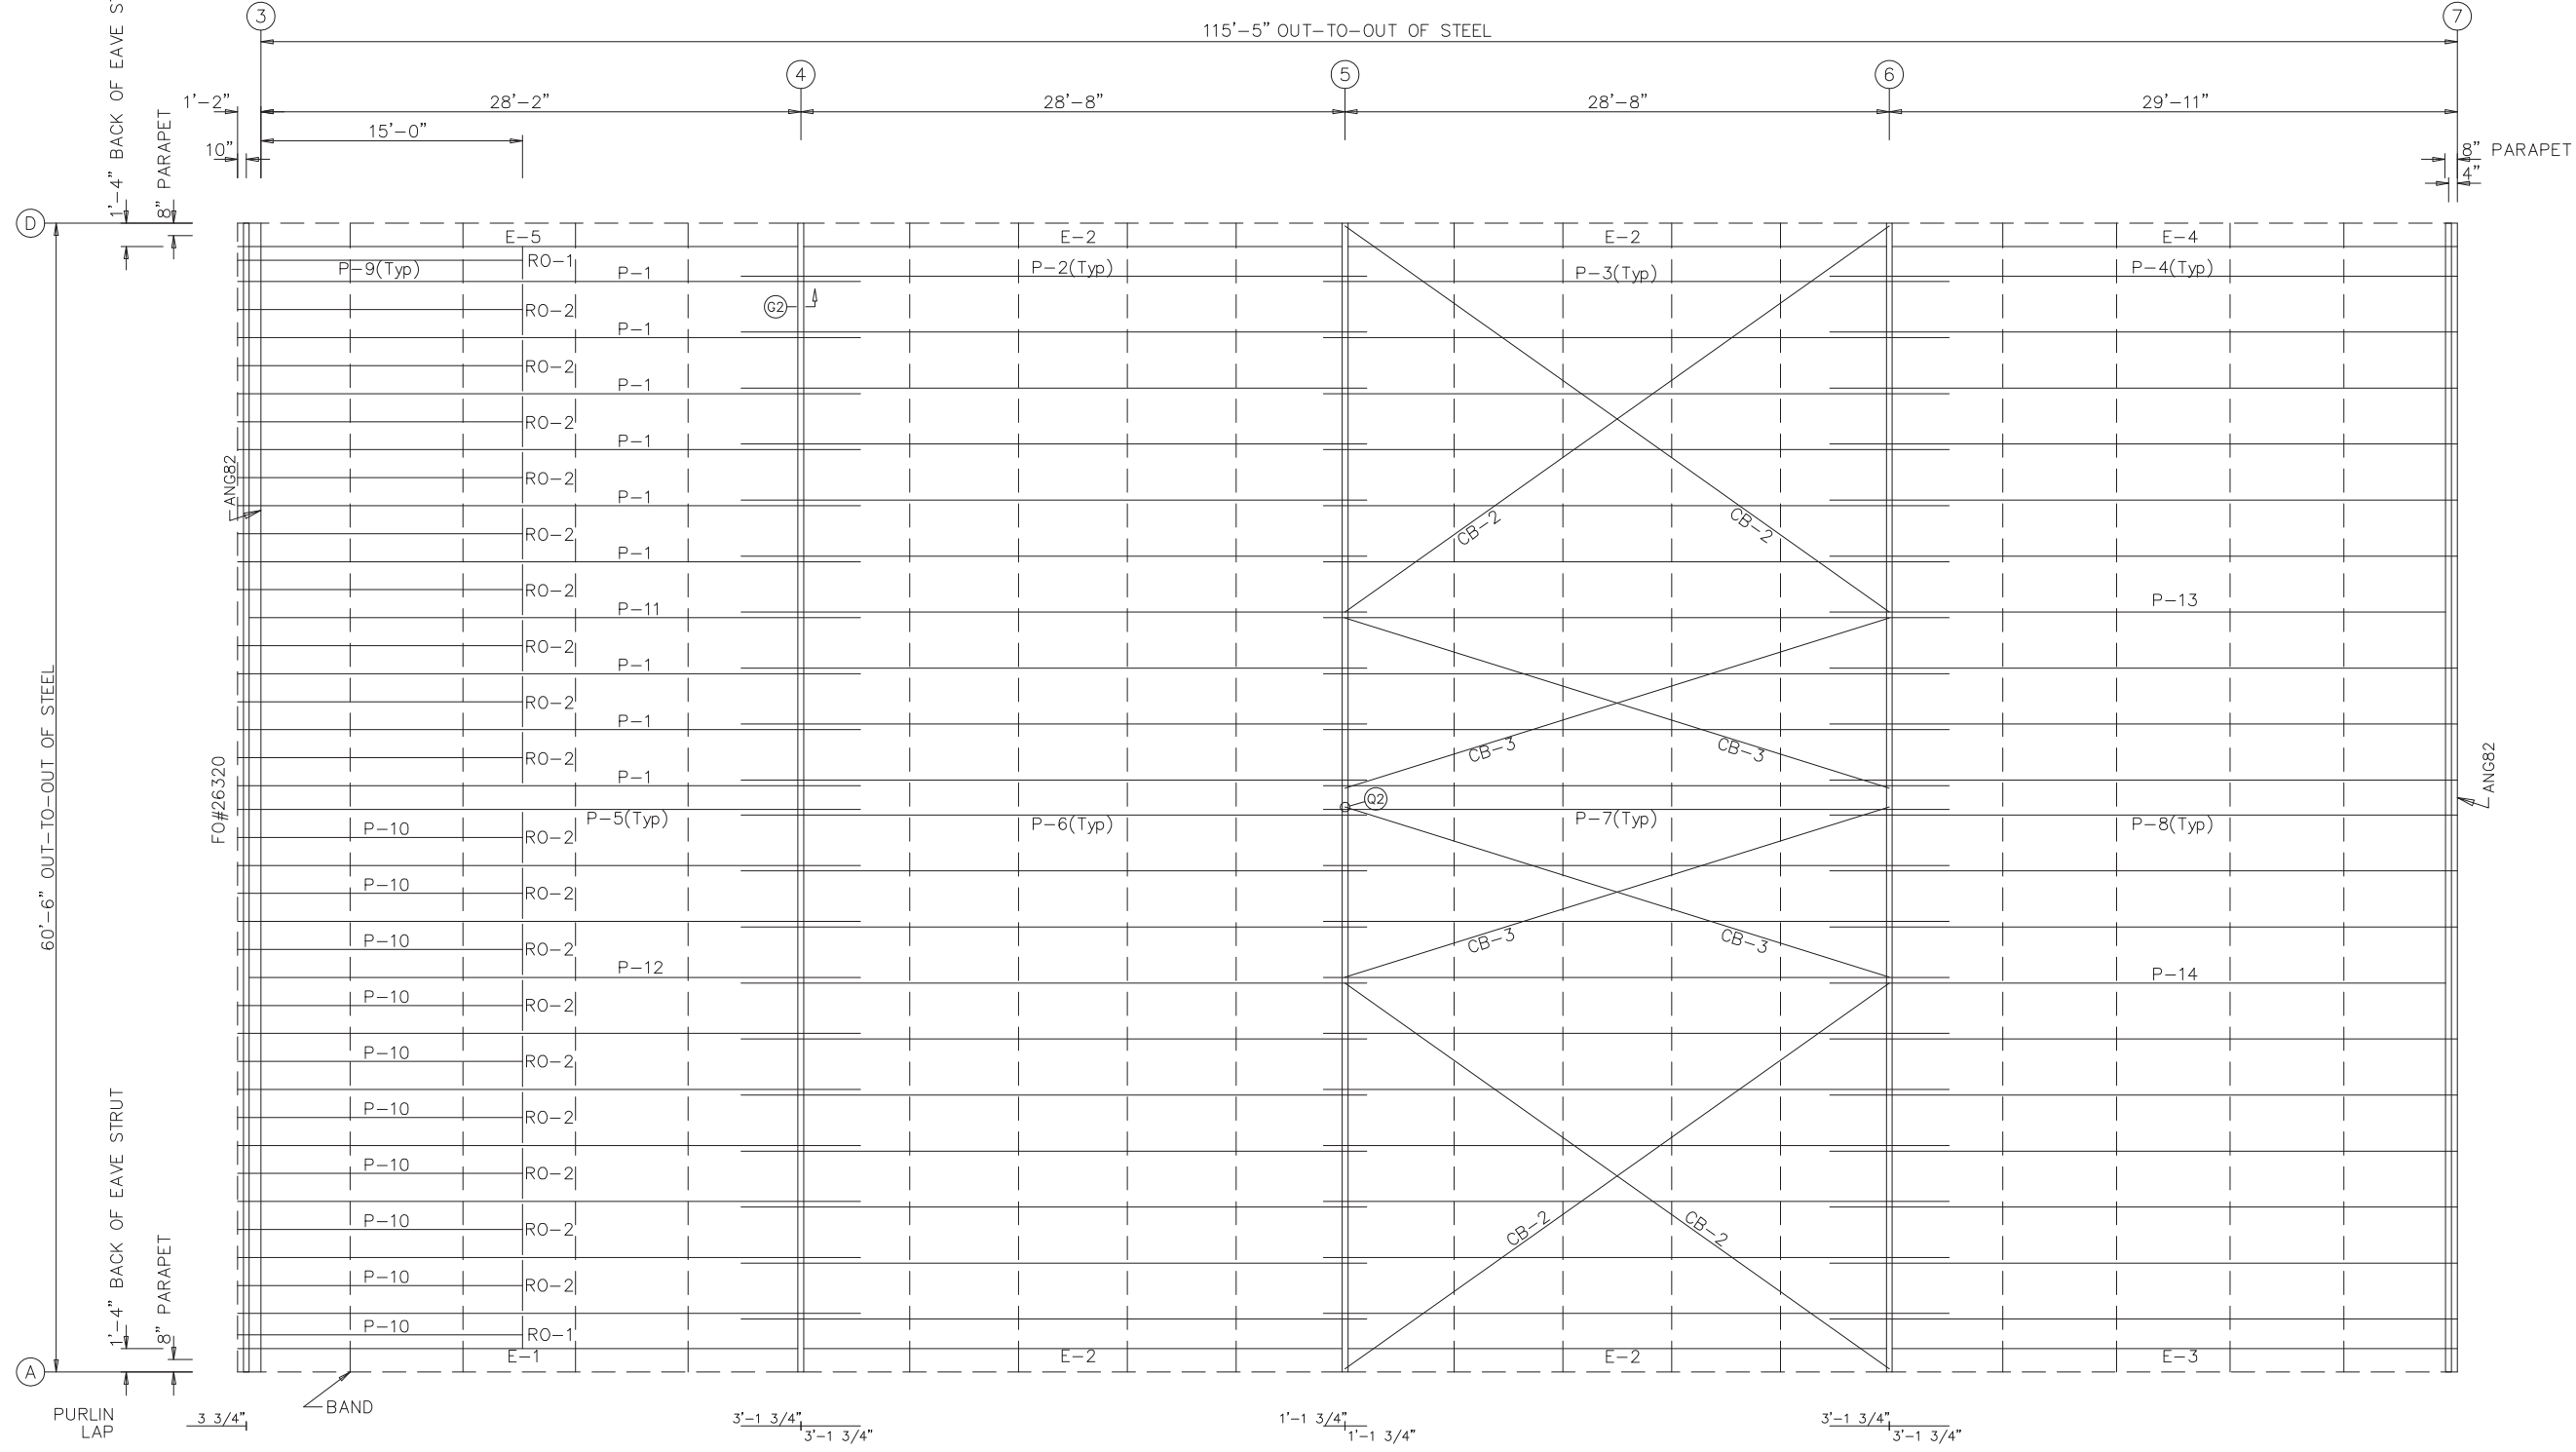 3
115'-5" OUT-TO-OUT OF STEEL
7
4
5
6
1'-2"
28'-2"
28'-8"
28'-8"
29'-11"
15'-0"
10"
8" PARAPET
4"
1'-4" BACK OF EAVE S
8" PARAPET
D
E-5
E-2
E-2
E-4
RO-1
P-9(Typ)
P-1
P-2(Typ)
P-3(Typ)
P-4(Typ)
G2
RO-2
P-1
RO-2
P-1
RO-2
P-1
ANG82
RO-2
P-1
CB-2
CB-2
RO-2
P-1
RO-2
P-11
P-13
RO-2
P-1
RO-2
P-1
CB-3
CB-3
RO-2
P-1
ANG82
60'-6" OUT-TO-OUT OF STEEL
FO#26320
Q2
P-5(Typ)
P-6(Typ)
P-7(Typ)
P-8(Typ)
P-10
RO-2
P-10
RO-2
P-10
RO-2
CB-3
CB-3
P-12
P-14
P-10
RO-2
P-10
RO-2
P-10
RO-2
P-10
RO-2
P-10
RO-2
CB-2
CB-2
P-10
RO-2
P-10
RO-1
1'-4" BACK OF EAVE STRUT
8" PARAPET
E-1
E-2
E-2
E-3
A
BAND
PURLIN
LAP
3 3/4"
3'-1 3/4"
3'-1 3/4"
1'-1 3/4"
1'-1 3/4"
3'-1 3/4"
3'-1 3/4"